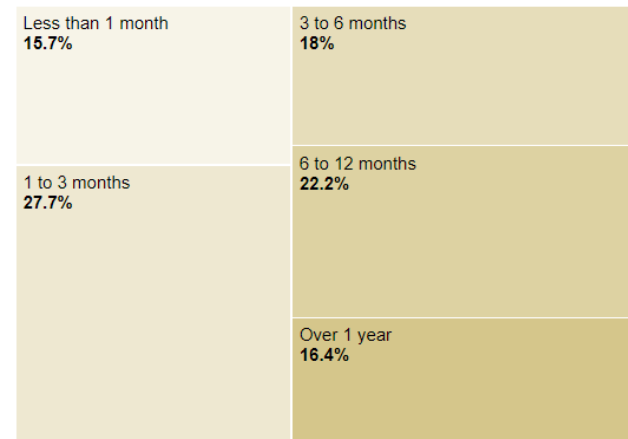 Less than 1 month
15.7%
1 to 3 months
27.7%
3 to 6 months
18%
6 to 12 months
22.2%
Over 1 year
16.4%